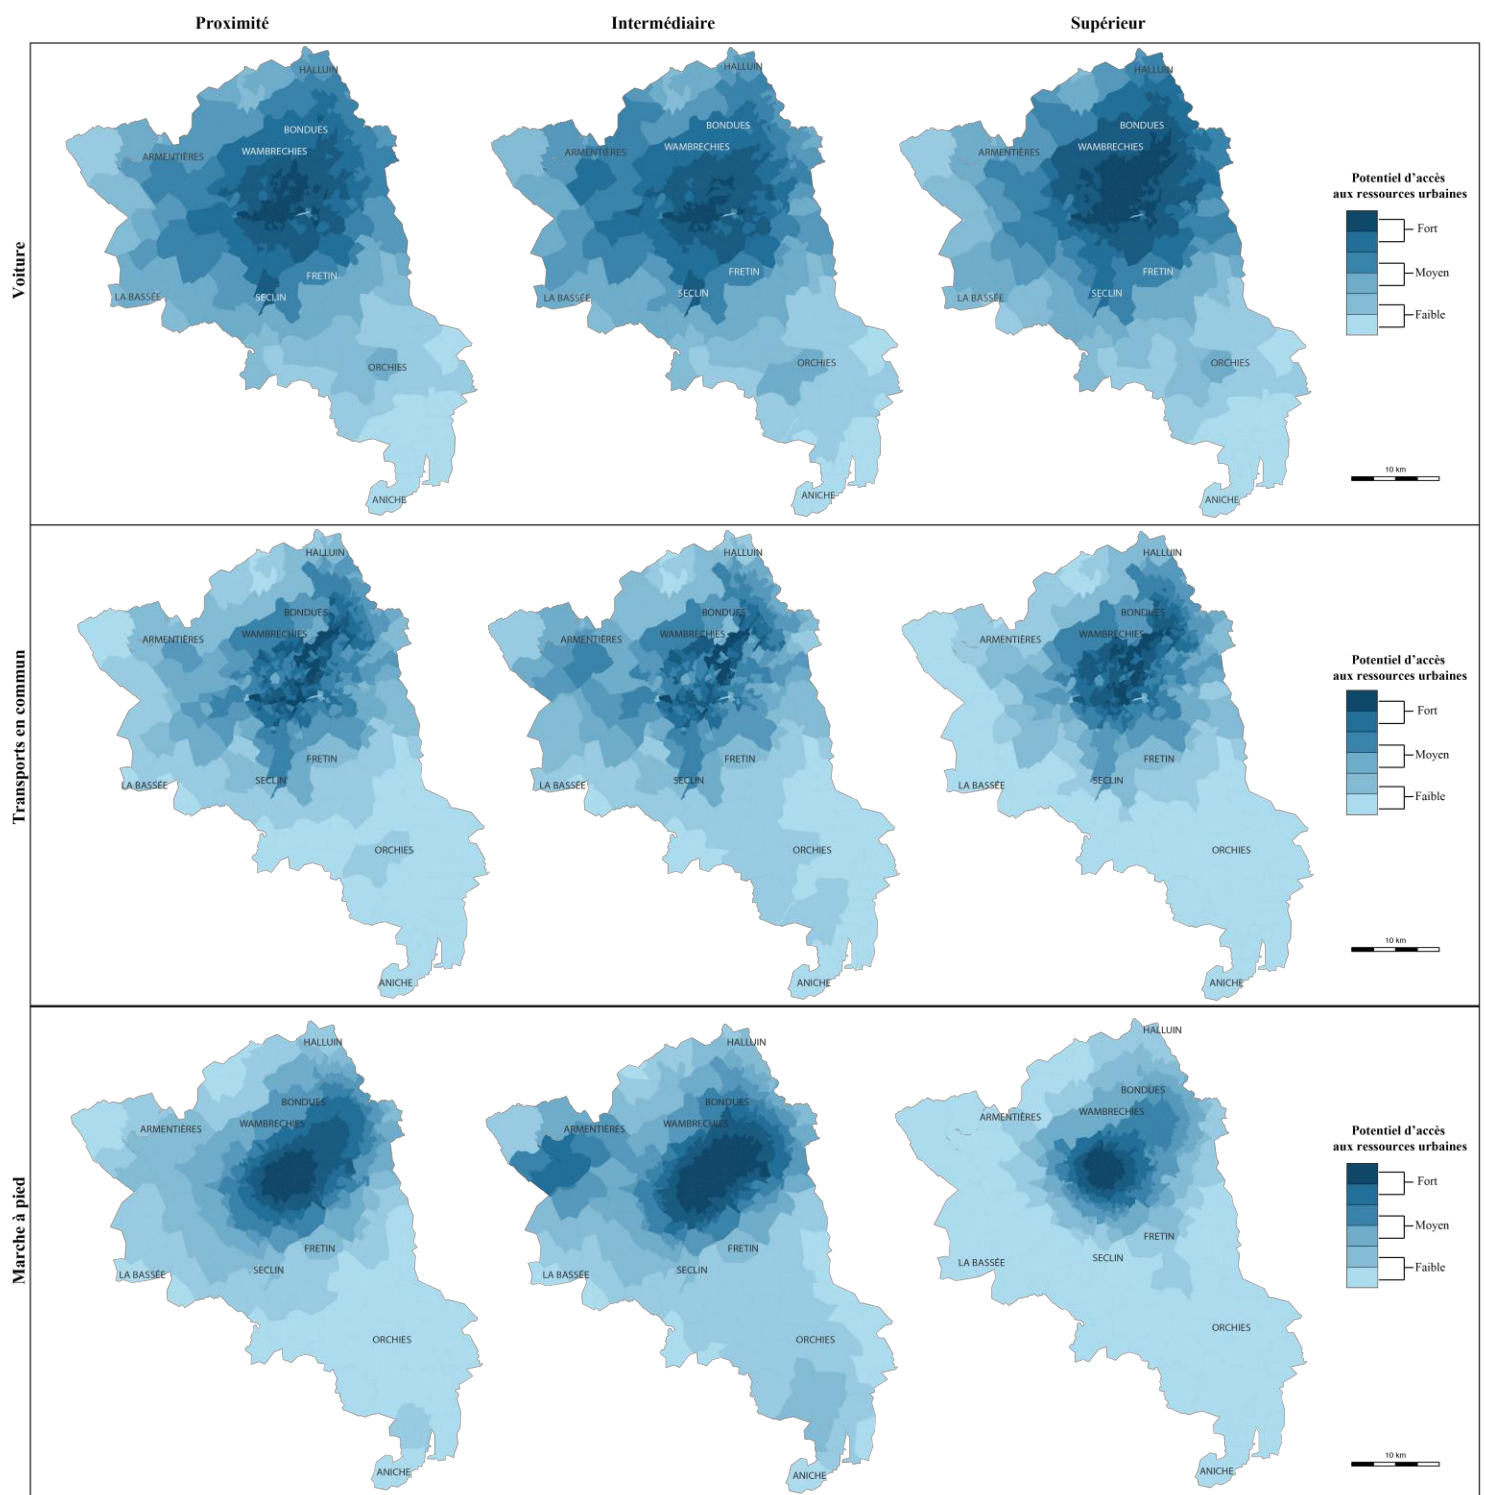 Proximité
Intermédiaire
Supérieur
Voiture
HALLUIN
BONDUES
WAMBRECHIES
ARMENTIÈRES
FRETIN
SECLIN
LA BASSÉE
ORCHIES
ANICHE
HALLUIN
BONDUES
WAMBRECHIES
ARMENTIÈRES
FRETIN
SECLIN
LA BASSÉE
ORCHIES
ANICHE
HALLUIN
BONDUES
WAMBRECHIES
ARMENTIÈRES
FRETIN
SECLIN
LA BASSÉE
ORCHIES
ANICHE
Potentiel d'accès
aux ressources urbaines
Fort
Moyen
Faible
10 km
Transports en commun
HALLUIN
BONDUES
WAMBRECHIES
ARMENTIÈRES
FRETIN
SECLIN
LA BASSÉE
ORCHIES
ANICHE
HALLUIN
BONDUES
WAMBRECHIES
ARMENTIÈRES
FRETIN
SECLIN
LA BASSÉE
ORCHIES
ANICHE
HALLUIN
BONDUES
WAMBRECHIES
ARMENTIÈRES
FRETIN
SECLIN
LA BASSÉE
ORCHIES
ANICHE
Potentiel d'accès
aux ressources urbaines
Fort
Moyen
Faible
10 km
Marche à pied
HALLUIN
BONDUES
WAMBRECHIES
ARMENTIÈRES
FRETIN
SECLIN
LA BASSÉE
ORCHIES
ANICHE
HALLUIN
BONDUES
WAMBRECHIES
ARMENTIÈRES
FRETIN
SECLIN
LA BASSÉE
ORCHIES
ANICHE
HALLUIN
BONDUES
WAMBRECHIES
ARMENTIÈRES
FRETIN
SECLIN
LA BASSÉE
ORCHIES
ANICHE
Potentiel d'accès
aux ressources urbaines
Fort
Moyen
Faible
10 km